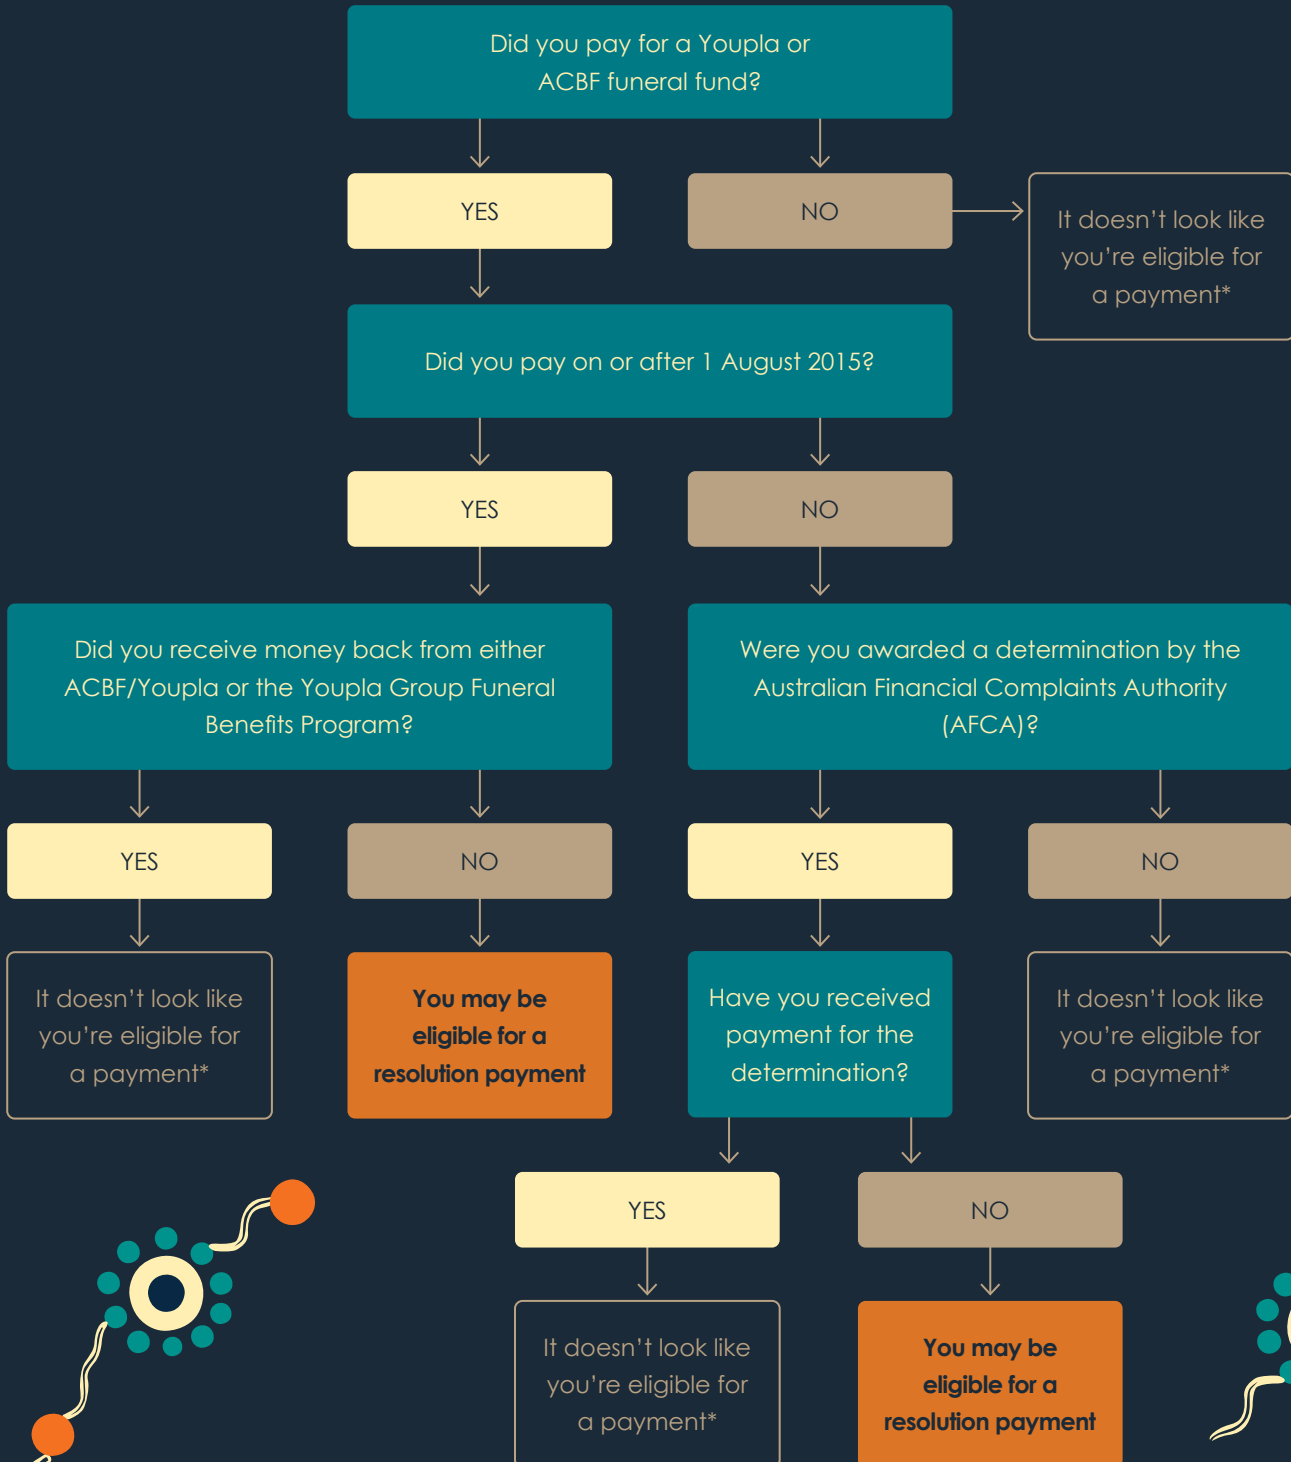 Did you pay for a Youpla or
ACBF funeral fund?
YES
NO
It doesn't look like
you're eligible for
a payment*
Did you pay on or after 1 August 2015?
YES
NO
Did you receive money back from either
ACBF/Youpla or the Youpla Group Funeral
Benefits Program?
Were you awarded a determination by the
Australian Financial Complaints Authority
(AFCA)?
YES
NO
YES
NO
It doesn't look like
you're eligible for
a payment*
You may be
eligible for a
resolution payment
Have you received
payment for the
determination?
It doesn't look like
you're eligible for
a payment*
YES
NO
It doesn't look like
you're eligible for
a payment*
You may be
eligible for a
resolution payment